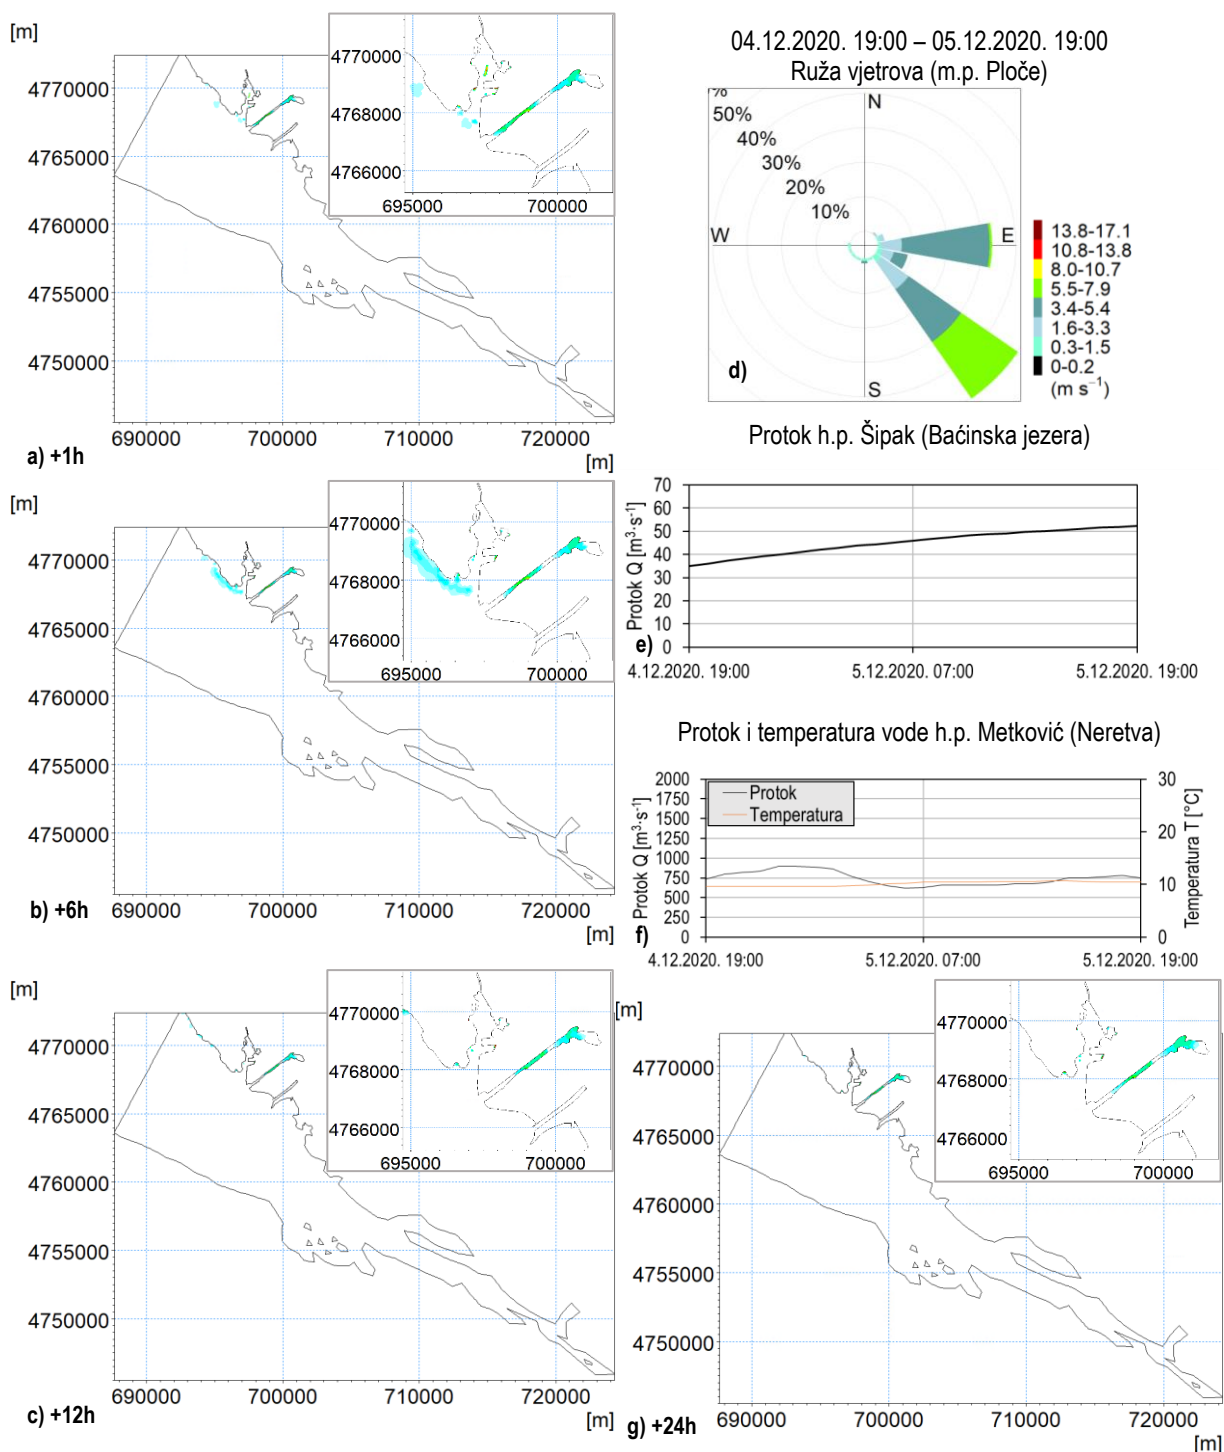 [m]
4770000
4765000
4760000
4755000
4750000
690000 700000 710000 720000
[m]
4770000
4768000
4766000
695000 700000
a) +1h
04.12.2020. 19:00 – 05.12.2020. 19:00
Ruža vjetrova (m.p. Ploče)
%
50%
40%
30%
20%
10%
N
W
E
S
13.8-17.1
10.8-13.8
8.0-10.7
5.5-7.9
3.4-5.4
1.6-3.3
0.3-1.5
0-0.2
(m s⁻¹)
d)
[m]
4770000
4765000
4760000
4755000
4750000
690000 700000 710000 720000
[m]
4770000
4768000
4766000
695000 700000
b) +6h
Protok h.p. Šipak (Baćinska jezera)
Protok Q [m³·s⁻¹]
70
60
50
40
30
20
10
0
4.12.2020. 19:00 5.12.2020. 07:00 5.12.2020. 19:00
e)
Protok i temperatura vode h.p. Metković (Neretva)
Protok Q [m³·s⁻¹]
2000
1750
1500
1250
1000
750
500
250
0
Protok
Temperatura
30
20
10
0
Temperatura T [°C]
4.12.2020. 19:00 5.12.2020. 07:00 5.12.2020. 19:00
f)
[m]
4770000
4765000
4760000
4755000
4750000
690000 700000 710000 720000
[m]
4770000
4768000
4766000
695000 700000
c) +12h
[m]
4770000
4765000
4760000
4755000
4750000
690000 700000 710000 720000
[m]
4770000
4768000
4766000
695000 700000
g) +24h